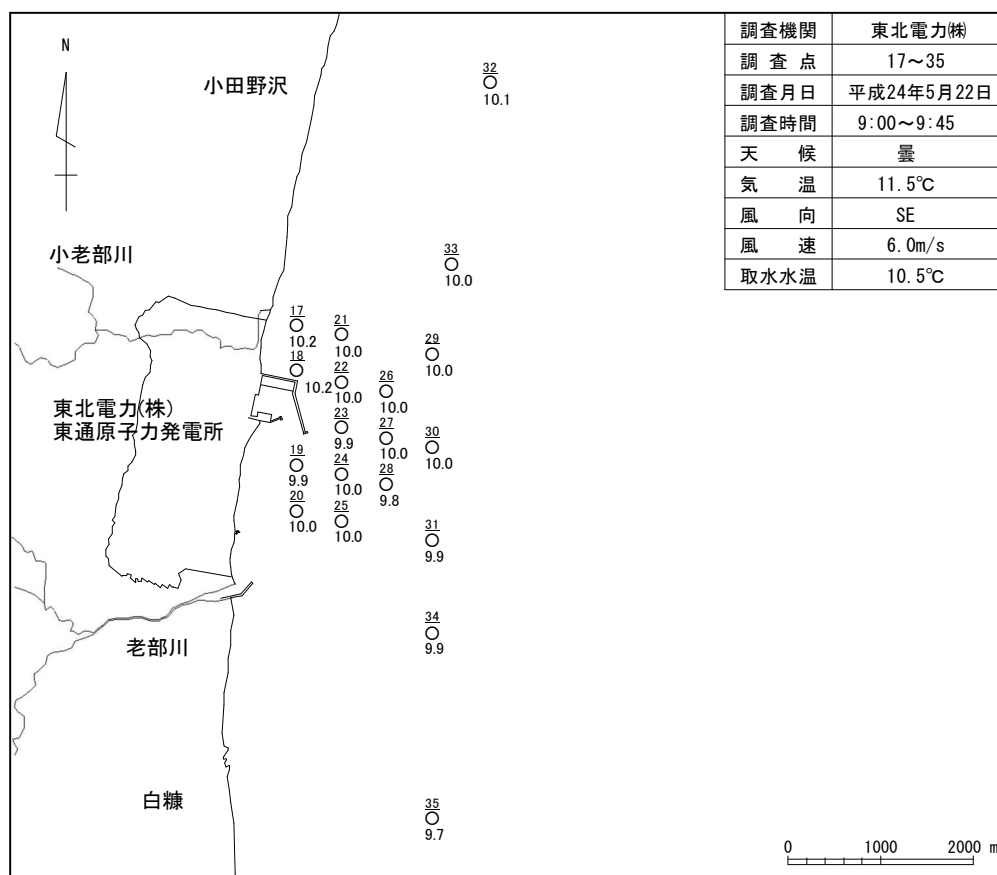 調査機関 東北電力㈱
調査点 17～35
調査月日 平成24年5月22日
調査時間 9:00～9:45
天候 曇
気温 11.5℃
風向 SE
風速 6.0m/s
取水水温 10.5℃
N
小田野沢
32
10.1
小老部川
33
10.0
17
10.2
21
10.0
29
10.0
18
10.2
22
10.0
26
10.0
東北電力(株)
東通原子力発電所
23
9.9
27
10.0
30
10.0
19
9.9
24
10.0
28
9.8
20
10.0
25
10.0
31
9.9
34
9.9
老部川
白糠
35
9.7
0 1000 2000 m